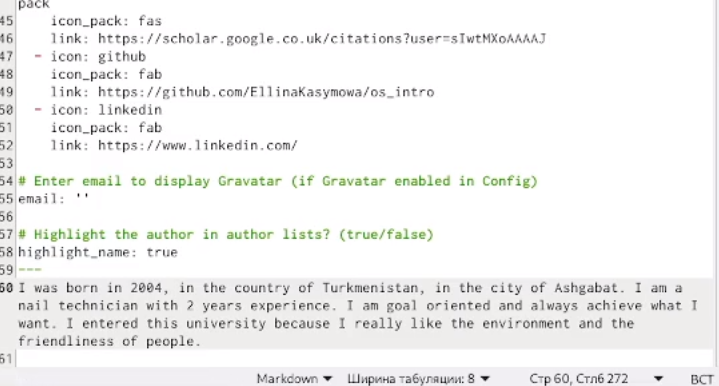 pack
45 icon_pack: fas
46 link: https://scholar.google.co.uk/citations?user=sIwtMXoAAAAJ
47 - icon: github
48 icon_pack: fab
49 link: https://github.com/EllinaKasymowa/os_intro
50 - icon: linkedin
51 icon_pack: fab
52 link: https://www.linkedin.com/
53
54 # Enter email to display Gravatar (if Gravatar enabled in Config)
55 email: ''
56
57 # Highlight the author in author lists? (true/false)
58 highlight_name: true
59 ---
60 I was born in 2004, in the country of Turkmenistan, in the city of Ashgabat. I am a
nail technician with 2 years experience. I am goal oriented and always achieve what I
want. I entered this university because I really like the environment and the
friendliness of people.
61
Markdown Ширина табуляции: 8 Стр 60, Стлб 272 ВСТ